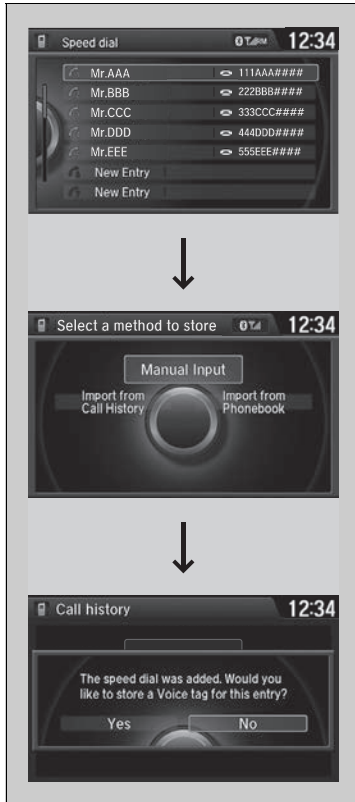 Speed dial 12:34
Mr.AAA 111AAA####
Mr.BBB 222BBB####
Mr.CCC 333CCC####
Mr.DDD 444DDD####
Mr.EEE 555EEE####
New Entry
New Entry
Select a method to store 12:34
Manual Input
Import from
Call History
Import from
Phonebook
Call history 12:34
The speed dial was added. Would you
like to store a Voice tag for this entry?
Yes No